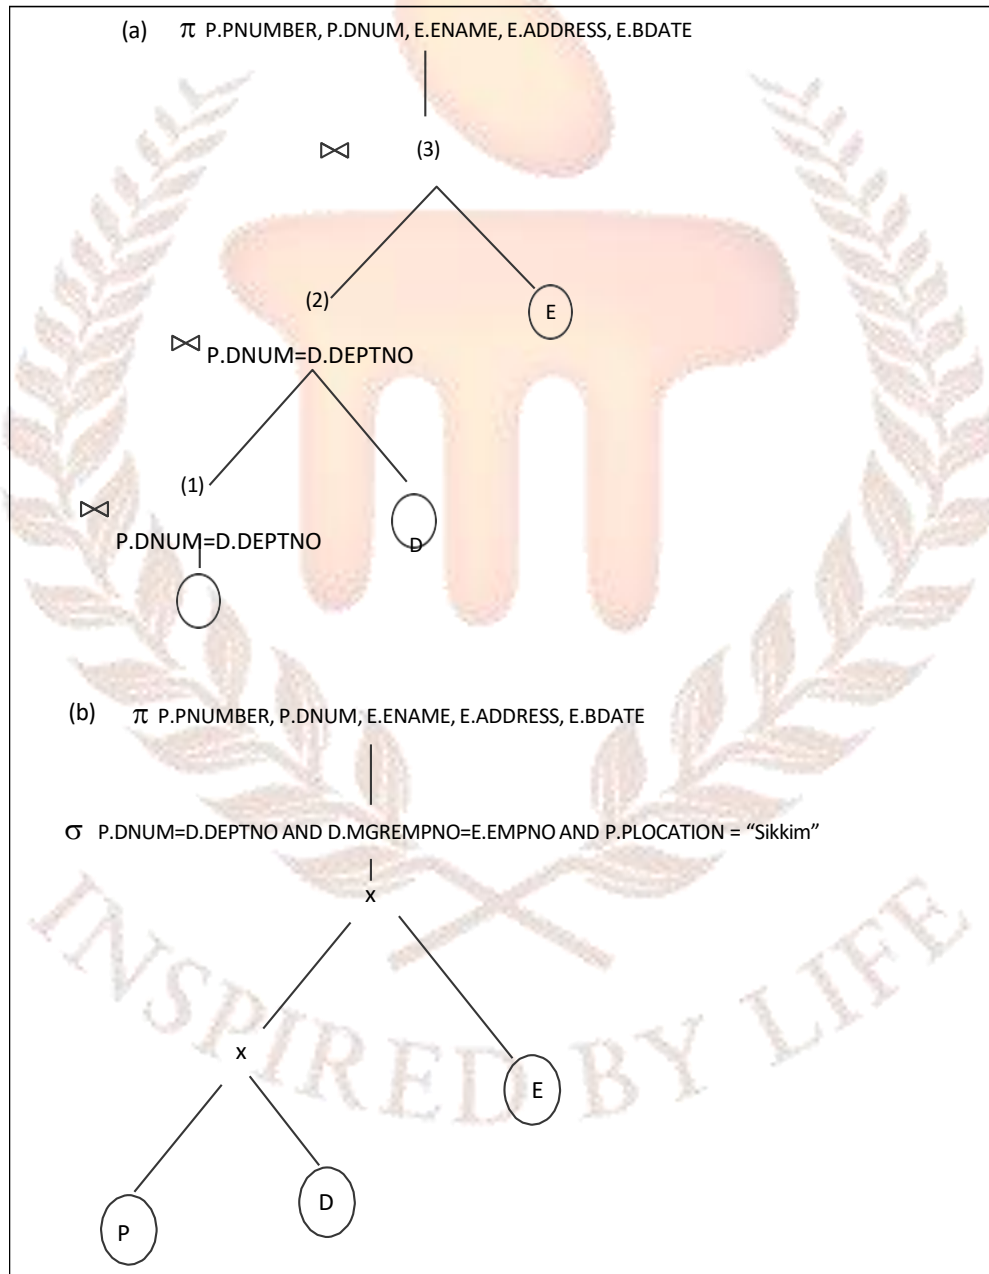 (a) π P.PNUMBER, P.DNUM, E.ENAME, E.ADDRESS, E.BDATE
⋈ (3)
(2)
E
⋈ P.DNUM=D.DEPTNO
(1)
⋈
D
P.DNUM=D.DEPTNO
(b) π P.PNUMBER, P.DNUM, E.ENAME, E.ADDRESS, E.BDATE
σ P.DNUM=D.DEPTNO AND D.MGREMPNO=E.EMPNO AND P.PLOCATION = “Sikkim”
x
x
E
D
P
INSPIRED BY LIFE